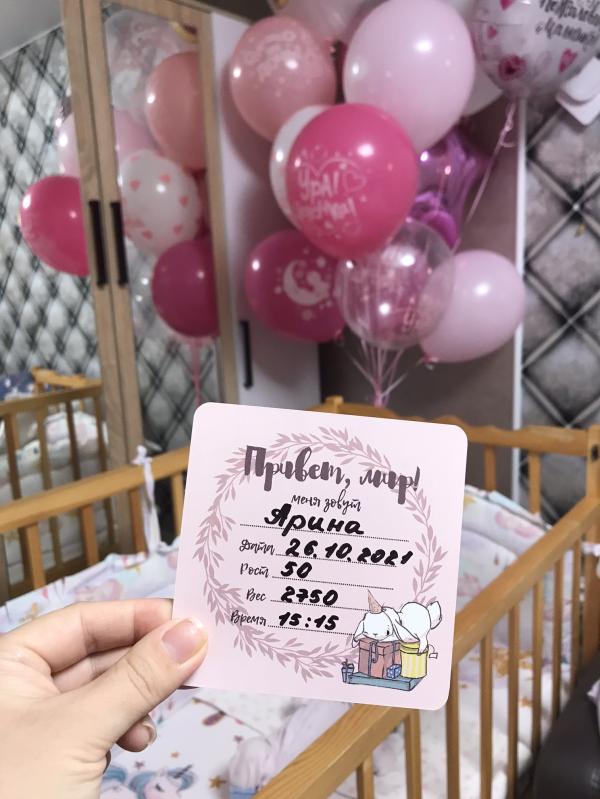 УРА!
Привет, мир!
меня зовут
Арина
Дата 26.10.2021
Рост 50
Вес 2750
Время 15:15